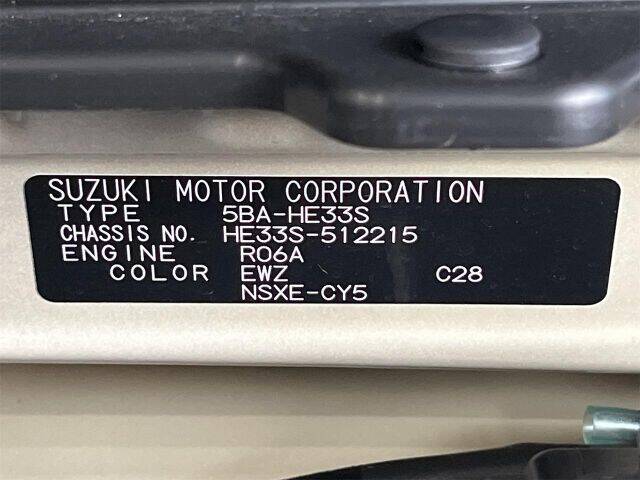 SUZUKI MOTOR CORPORATION
TYPE 5BA-HE33S
CHASSIS NO. HE33S-512215
ENGINE R06A
COLOR EWZ C28
NSXE-CY5